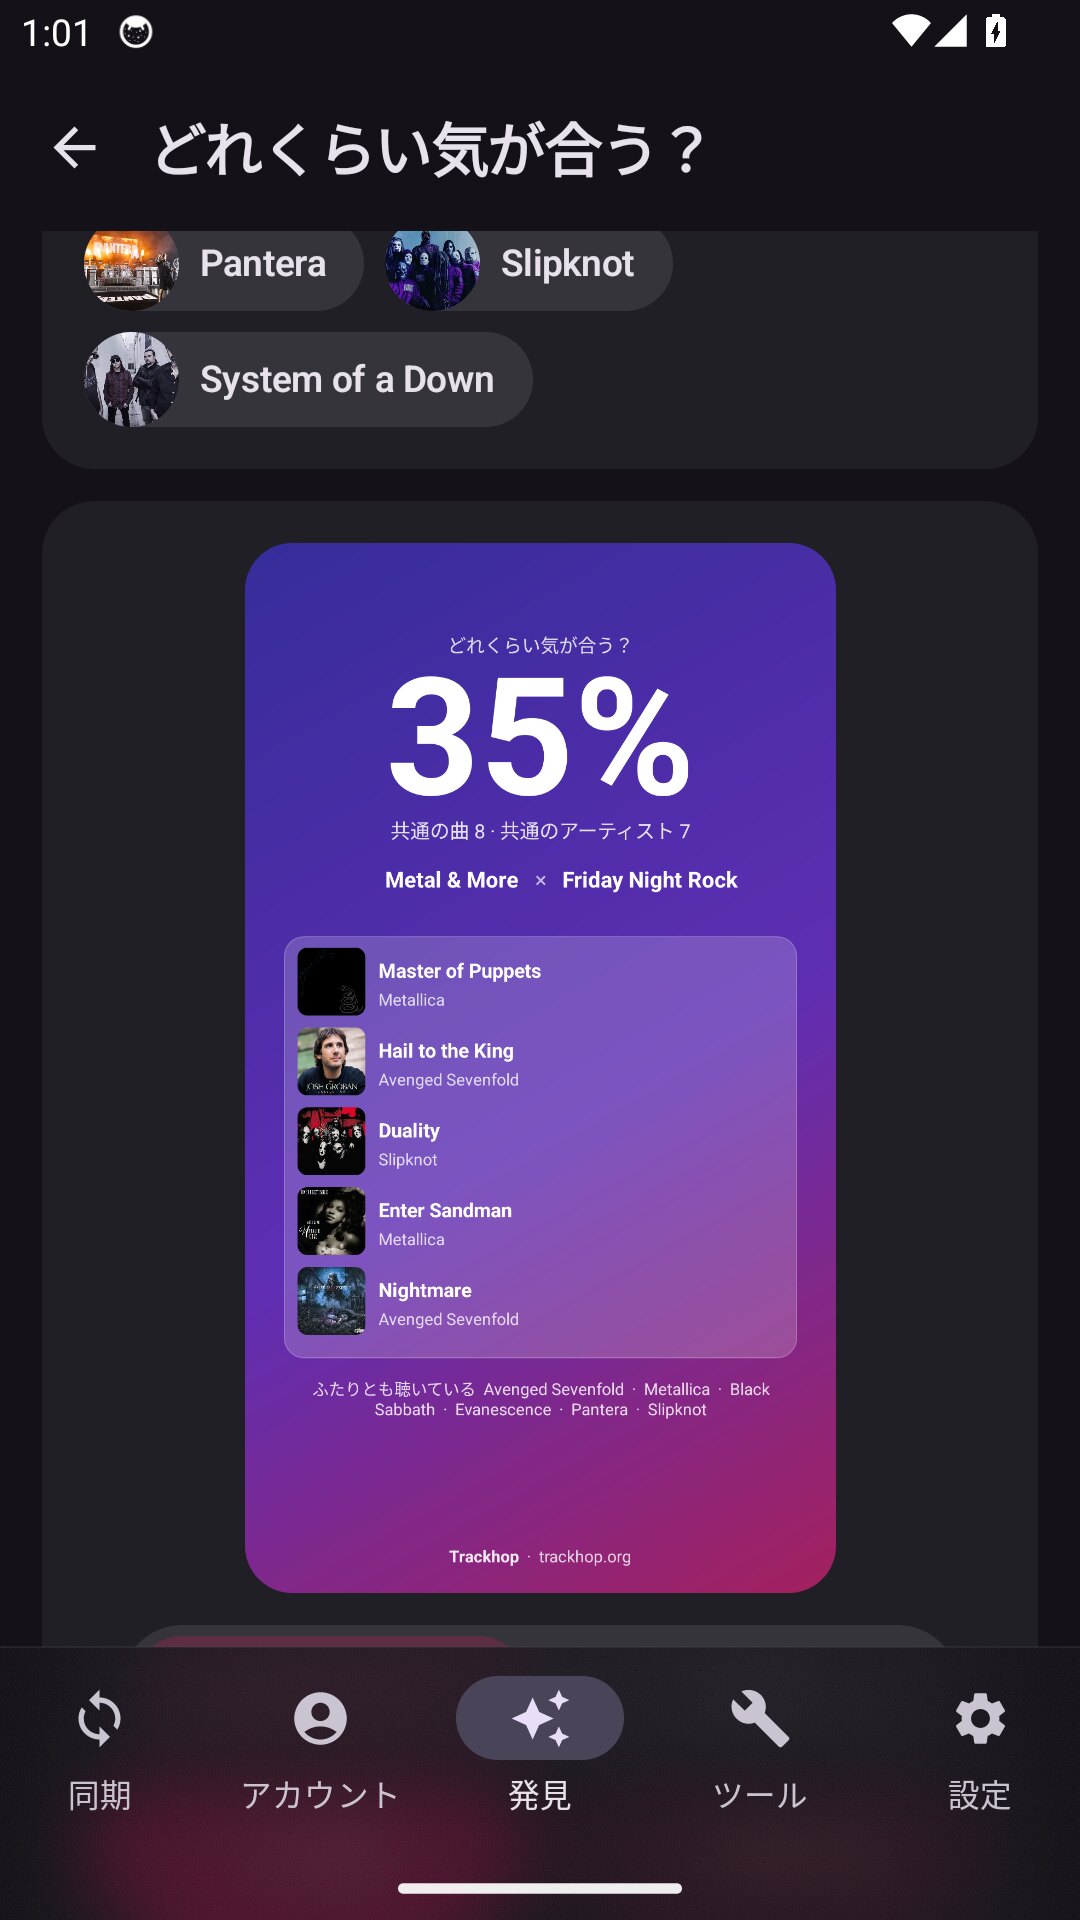 1:01
どれくらい気が合う？
Pantera
Slipknot
System of a Down
どれくらい気が合う？
35%
共通の曲 8 · 共通のアーティスト 7
Metal & More × Friday Night Rock
Master of Puppets
Metallica
Hail to the King
Avenged Sevenfold
JOSH GROBAN
Duality
Slipknot
Enter Sandman
Metallica
Nightmare
Avenged Sevenfold
ふたりとも聴いている Avenged Sevenfold · Metallica · Black
Sabbath · Evanescence · Pantera · Slipknot
Trackhop · trackhop.org
同期
アカウント
発見
ツール
設定